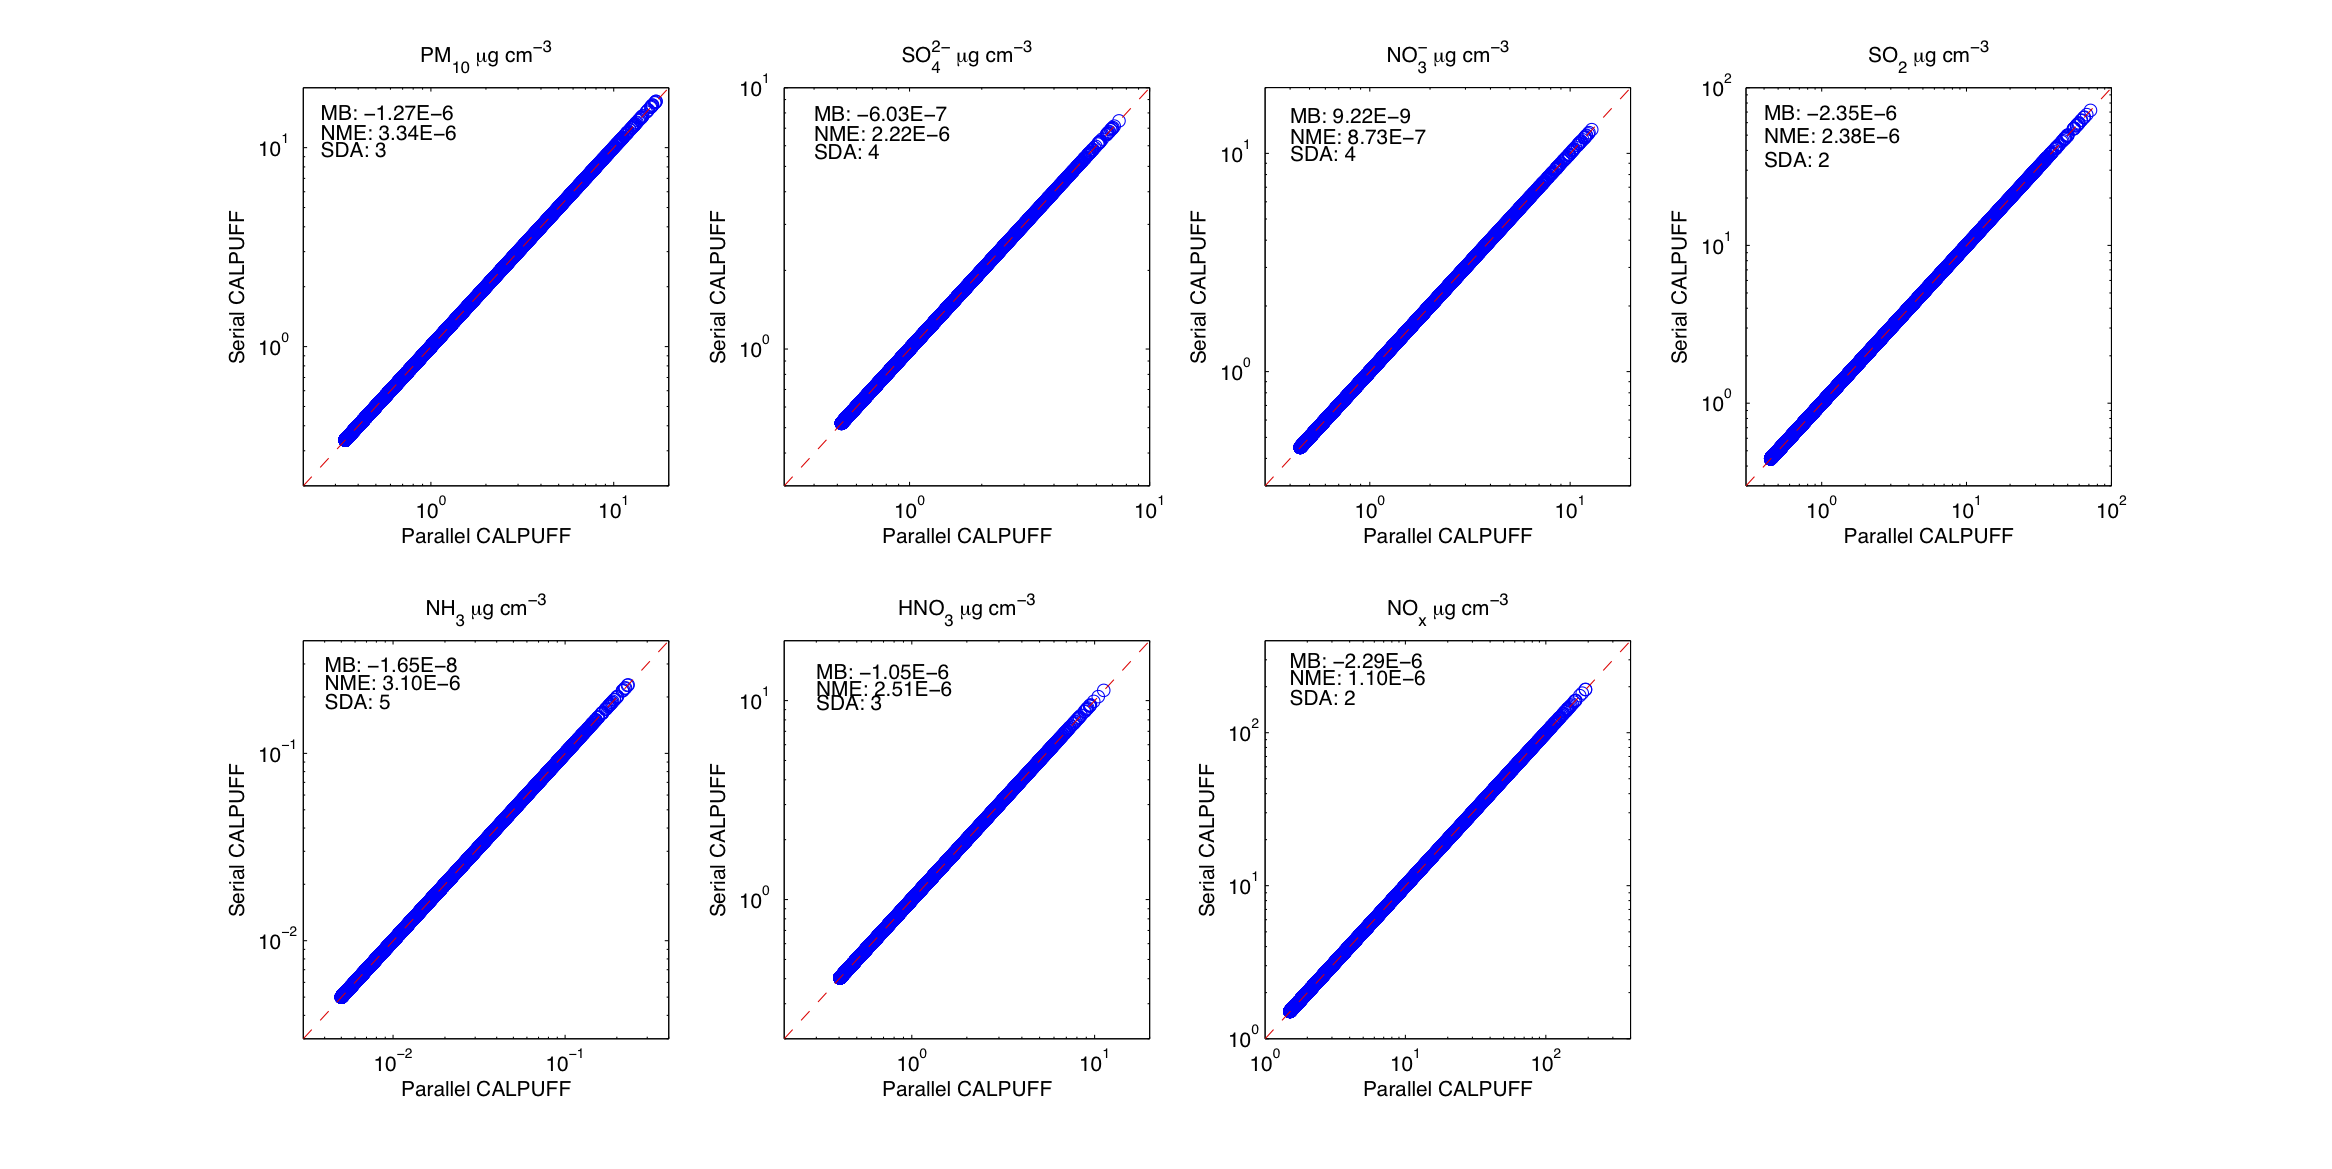 PM10 μg cm−3
MB: −1.27E−6
NME: 3.34E−6
SDA: 3
10^1
10^0
Serial CALPUFF
10^0 10^1
Parallel CALPUFF
SO4^2− μg cm−3
10^1
MB: −6.03E−7
NME: 2.22E−6
SDA: 4
10^0
Serial CALPUFF
10^0 10^1
Parallel CALPUFF
NO3^− μg cm−3
MB: 9.22E−9
NME: 8.73E−7
SDA: 4
10^1
10^0
Serial CALPUFF
10^0 10^1
Parallel CALPUFF
SO2 μg cm−3
10^2
MB: −2.35E−6
NME: 2.38E−6
SDA: 2
10^1
10^0
Serial CALPUFF
10^0 10^1 10^2
Parallel CALPUFF
NH3 μg cm−3
MB: −1.65E−8
NME: 3.10E−6
SDA: 5
10^−1
10^−2
Serial CALPUFF
10^−2 10^−1
Parallel CALPUFF
HNO3 μg cm−3
MB: −1.05E−6
NME: 2.51E−6
SDA: 3
10^1
10^0
Serial CALPUFF
10^0 10^1
Parallel CALPUFF
NOx μg cm−3
MB: −2.29E−6
NME: 1.10E−6
SDA: 2
10^2
10^1
10^0
Serial CALPUFF
10^0 10^1 10^2
Parallel CALPUFF